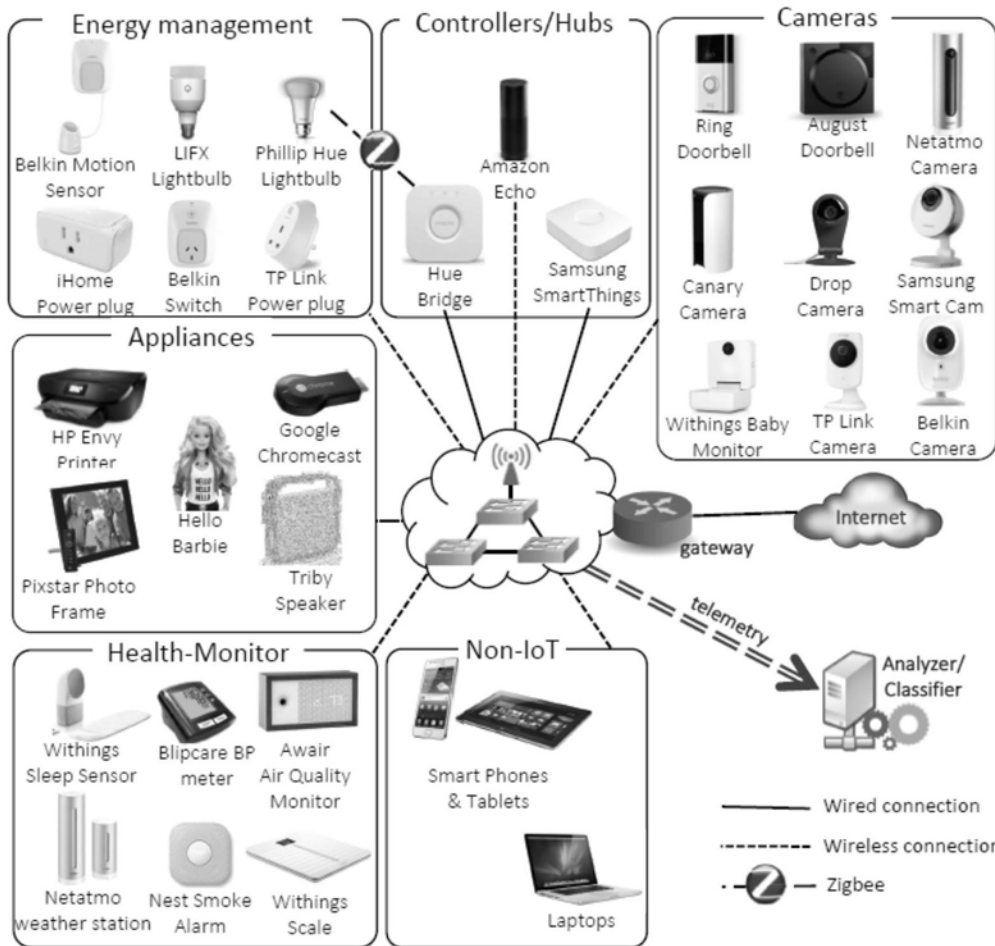 Energy management
Belkin Motion
Sensor
LIFX
Lightbulb
Phillip Hue
Lightbulb
iHome
Power plug
Belkin
Switch
TP Link
Power plug
Controllers/Hubs
Amazon
Echo
Hue
Bridge
Samsung
SmartThings
Cameras
Ring
Doorbell
August
Doorbell
Netatmo
Camera
Canary
Camera
Drop
Camera
Samsung
Smart Cam
Withings Baby
Monitor
TP Link
Camera
Belkin
Camera
Appliances
HP Envy
Printer
Google
Chromecast
HELLO
HELLO
HELLO
Hello
Barbie
Pixstar Photo
Frame
Triby
Speaker
gateway
Internet
telemetry
Analyzer/
Classifier
Health-Monitor
Withings
Sleep Sensor
Blipcare BP
meter
Awair
Air Quality
Monitor
Netatmo
weather station
Nest Smoke
Alarm
Withings
Scale
Non-IoT
Smart Phones
& Tablets
Laptops
Wired connection
Wireless connection
Z
Zigbee